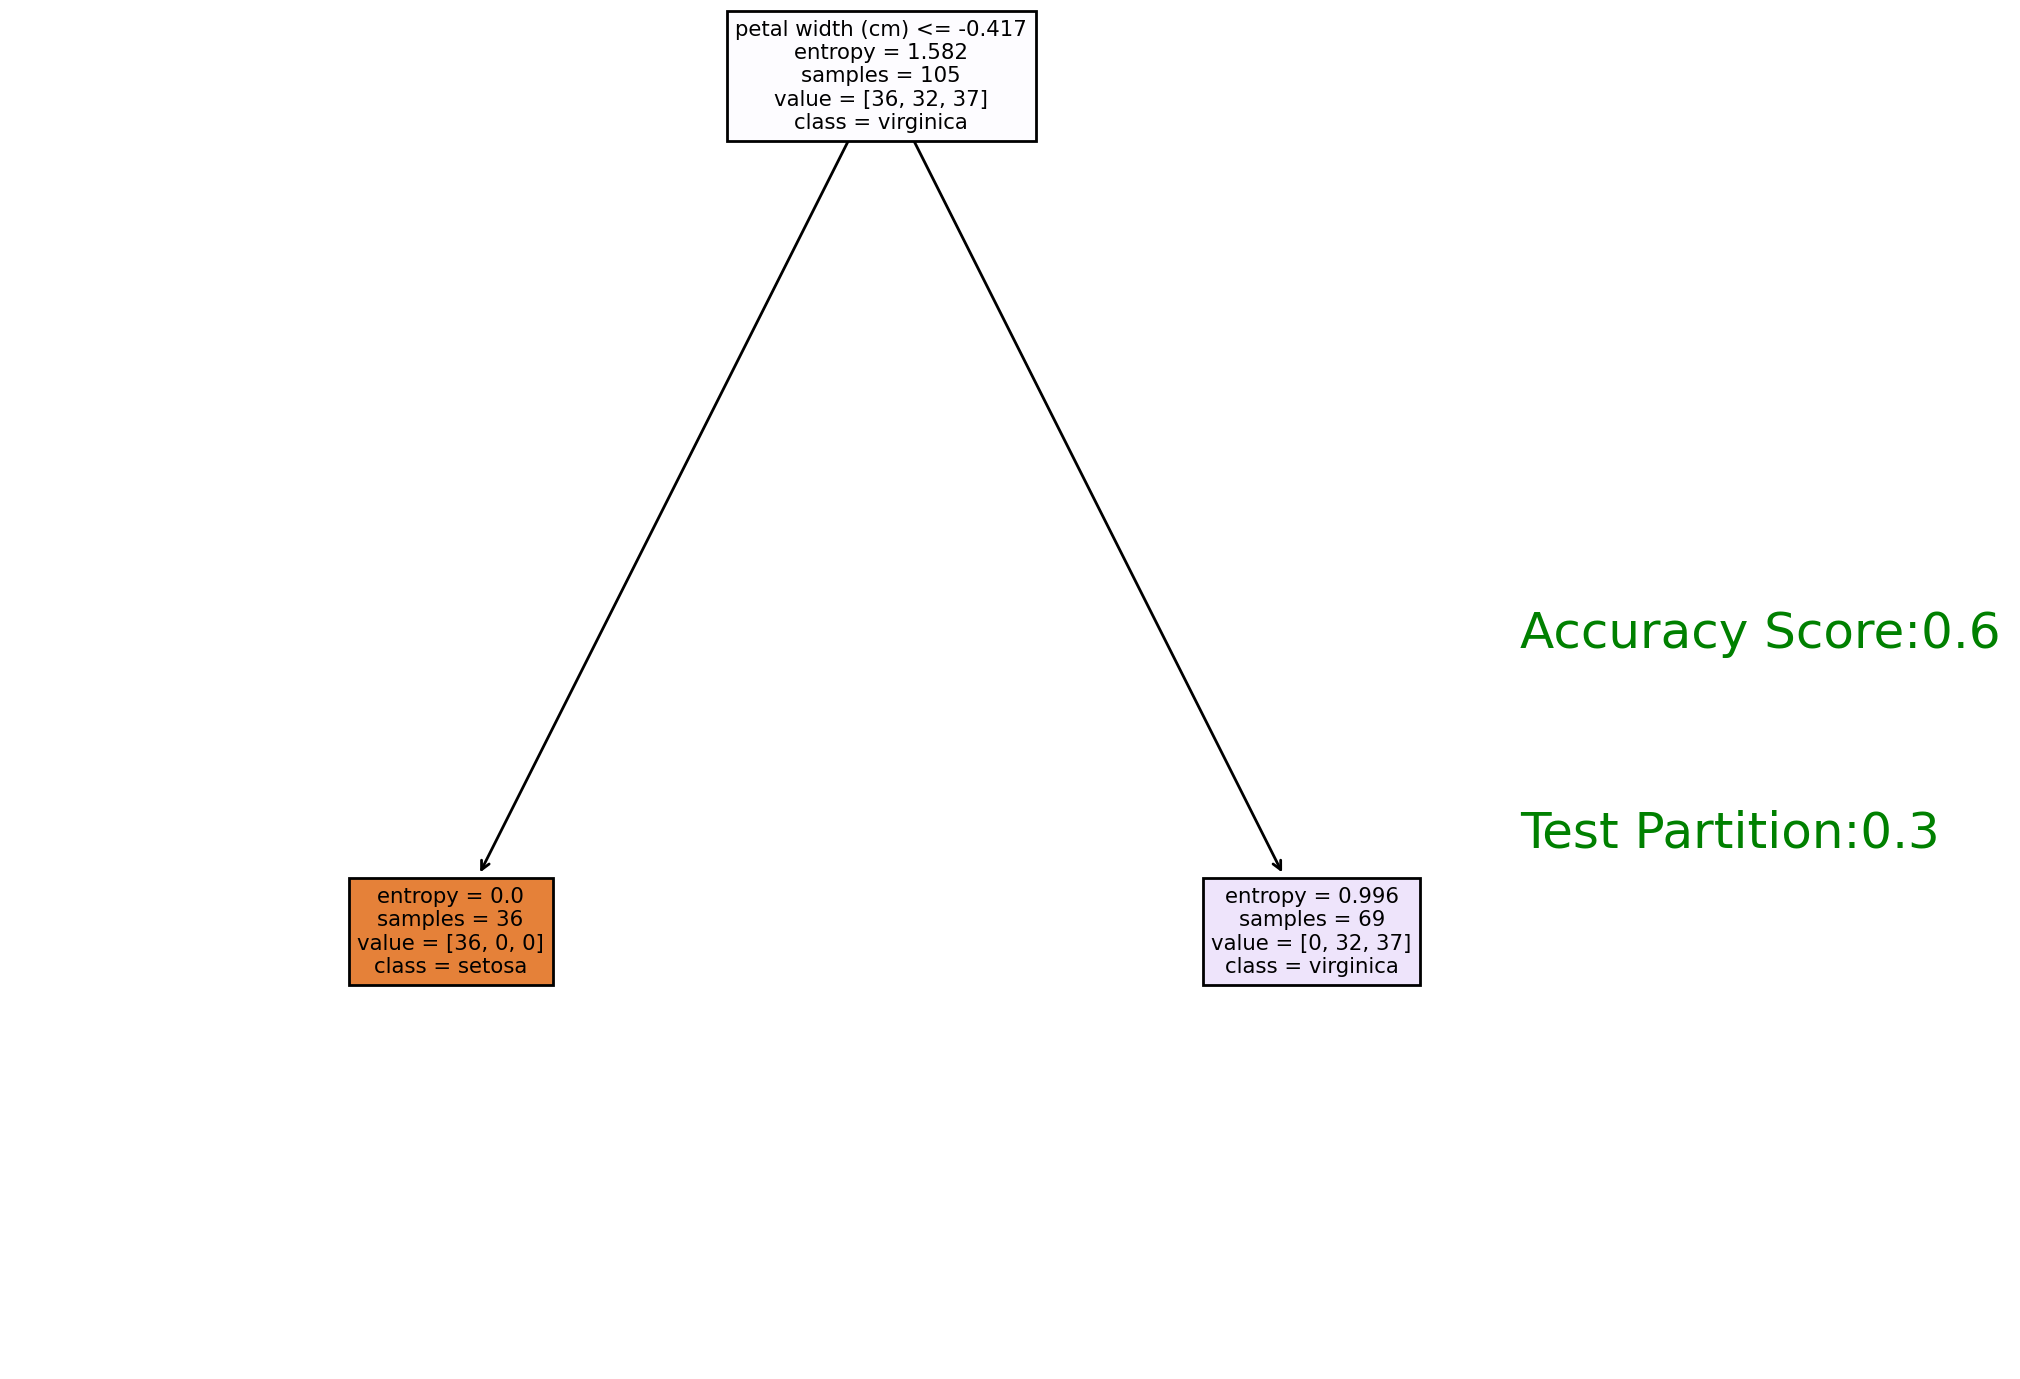 petal width (cm) <= -0.417
entropy = 1.582
samples = 105
value = [36, 32, 37]
class = virginica
Accuracy Score:0.6
Test Partition:0.3
entropy = 0.0
samples = 36
value = [36, 0, 0]
class = setosa
entropy = 0.996
samples = 69
value = [0, 32, 37]
class = virginica